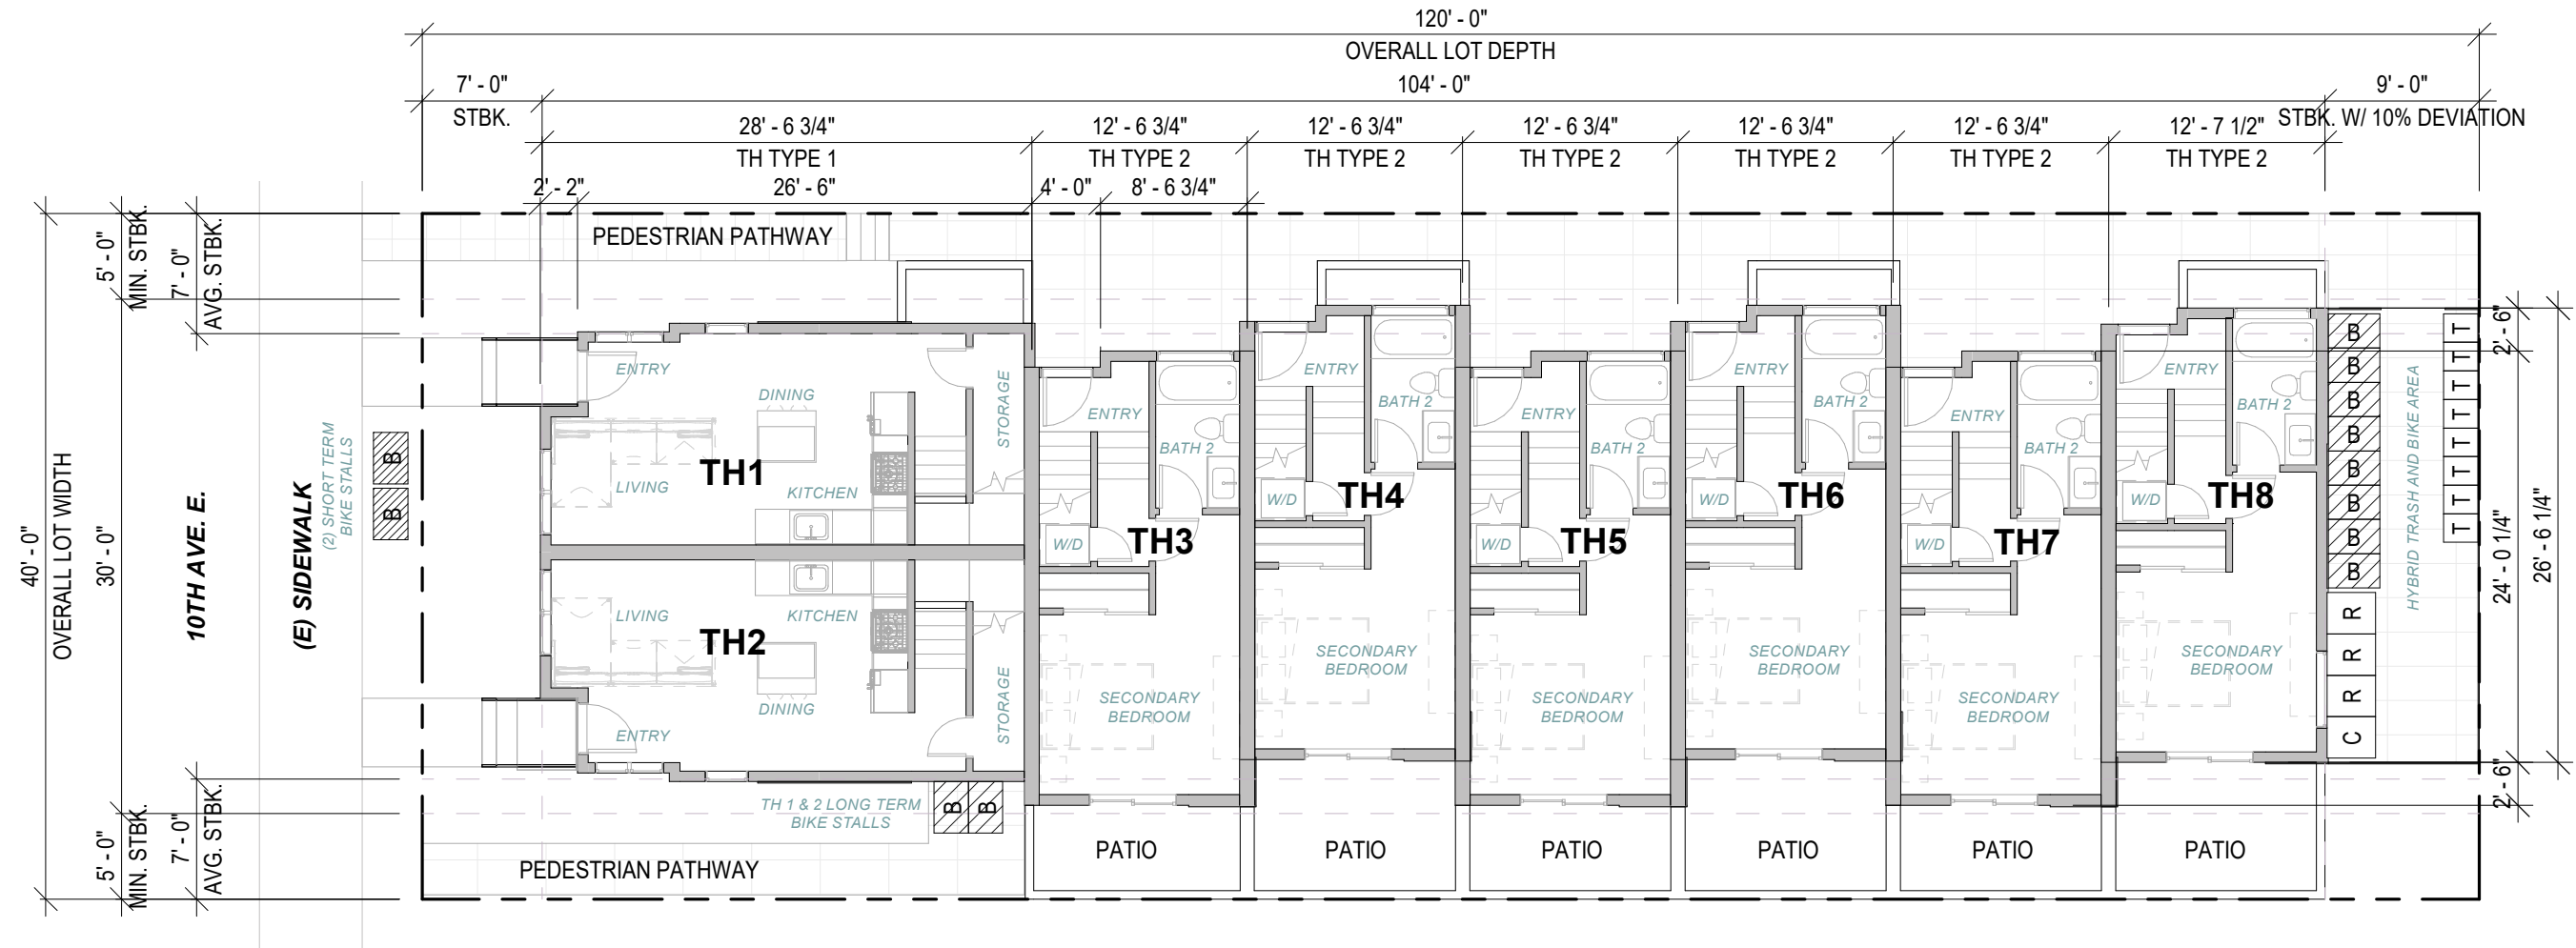 120' - 0"
OVERALL LOT DEPTH
7' - 0"
STBK.
104' - 0"
9' - 0"
STBK. W/ 10% DEVIATION
28' - 6 3/4"
TH TYPE 1
12' - 6 3/4"
TH TYPE 2
12' - 6 3/4"
TH TYPE 2
12' - 6 3/4"
TH TYPE 2
12' - 6 3/4"
TH TYPE 2
12' - 6 3/4"
TH TYPE 2
12' - 7 1/2"
TH TYPE 2
2' - 2"
26' - 6"
4' - 0"
8' - 6 3/4"
40' - 0"
OVERALL LOT WIDTH
5' - 0"
MIN. STBK.
7' - 0"
AVG. STBK.
30' - 0"
5' - 0"
MIN. STBK.
7' - 0"
AVG. STBK.
10TH AVE. E.
(E) SIDEWALK
(2) SHORT TERM
BIKE STALLS
B
B
PEDESTRIAN PATHWAY
ENTRY
DINING
LIVING
TH1
KITCHEN
STORAGE
LIVING
TH2
KITCHEN
DINING
ENTRY
STORAGE
TH 1 & 2 LONG TERM
BIKE STALLS
B
B
PEDESTRIAN PATHWAY
ENTRY
BATH 2
W/D
TH3
SECONDARY
BEDROOM
PATIO
ENTRY
BATH 2
W/D
TH4
SECONDARY
BEDROOM
PATIO
ENTRY
BATH 2
W/D
TH5
SECONDARY
BEDROOM
PATIO
ENTRY
BATH 2
W/D
TH6
SECONDARY
BEDROOM
PATIO
ENTRY
BATH 2
W/D
TH7
SECONDARY
BEDROOM
PATIO
ENTRY
BATH 2
W/D
TH8
SECONDARY
BEDROOM
PATIO
B
B
B
B
B
B
B
B
R
R
R
C
HYBRID TRASH AND BIKE AREA
T
T
T
T
T
T
T
T
2' - 6"
24' - 0 1/4"
26' - 6 1/4"
2' - 6"